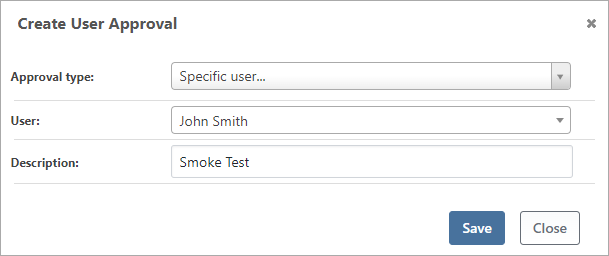 Create User Approval
Approval type: Specific user...
User: John Smith
Description: Smoke Test
Save Close